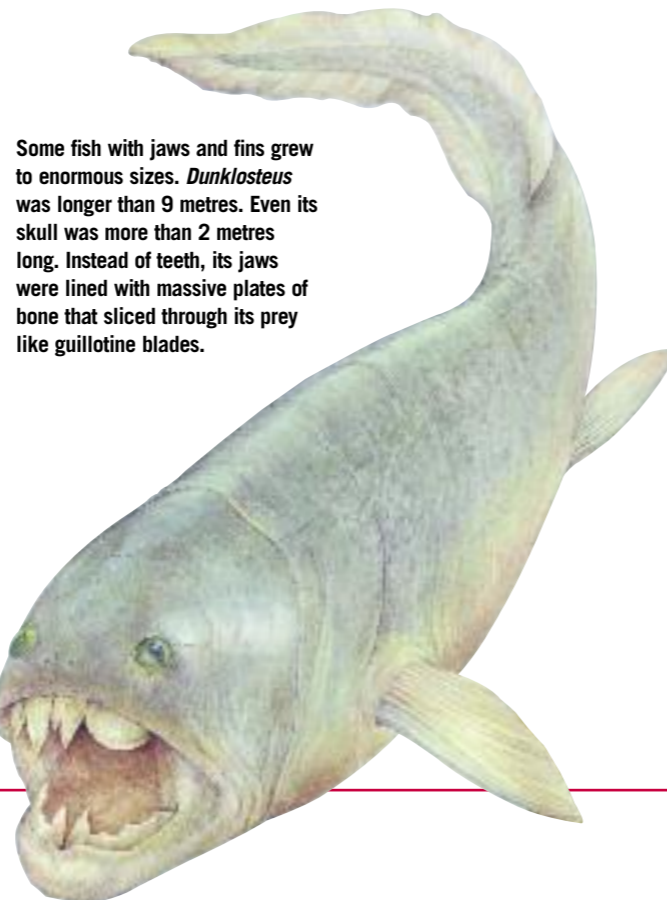 Some fish with jaws and fins grew
to enormous sizes. Dunklosteus
was longer than 9 metres. Even its
skull was more than 2 metres
long. Instead of teeth, its jaws
were lined with massive plates of
bone that sliced through its prey
like guillotine blades.